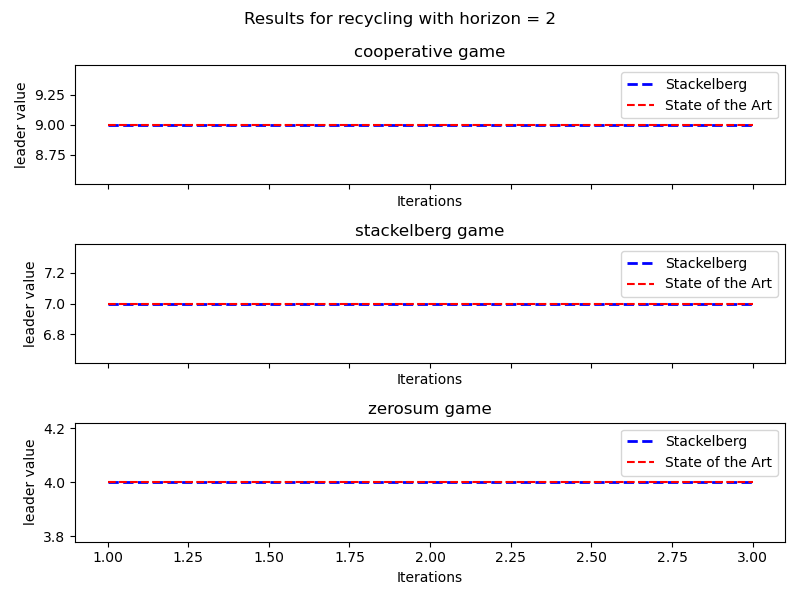 Results for recycling with horizon = 2
cooperative game
leader value
9.25
9.00
8.75
Stackelberg
State of the Art
Iterations
stackelberg game
leader value
7.2
7.0
6.8
Stackelberg
State of the Art
Iterations
zerosum game
leader value
4.2
4.0
3.8
Stackelberg
State of the Art
1.00 1.25 1.50 1.75 2.00 2.25 2.50 2.75 3.00
Iterations